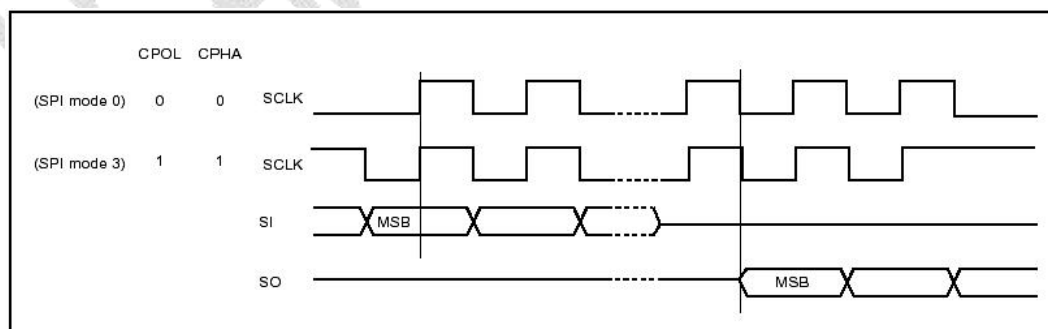 CPOL CPHA
(SPI mode 0) 0 0 SCLK
(SPI mode 3) 1 1 SCLK
SI MSB
SO MSB